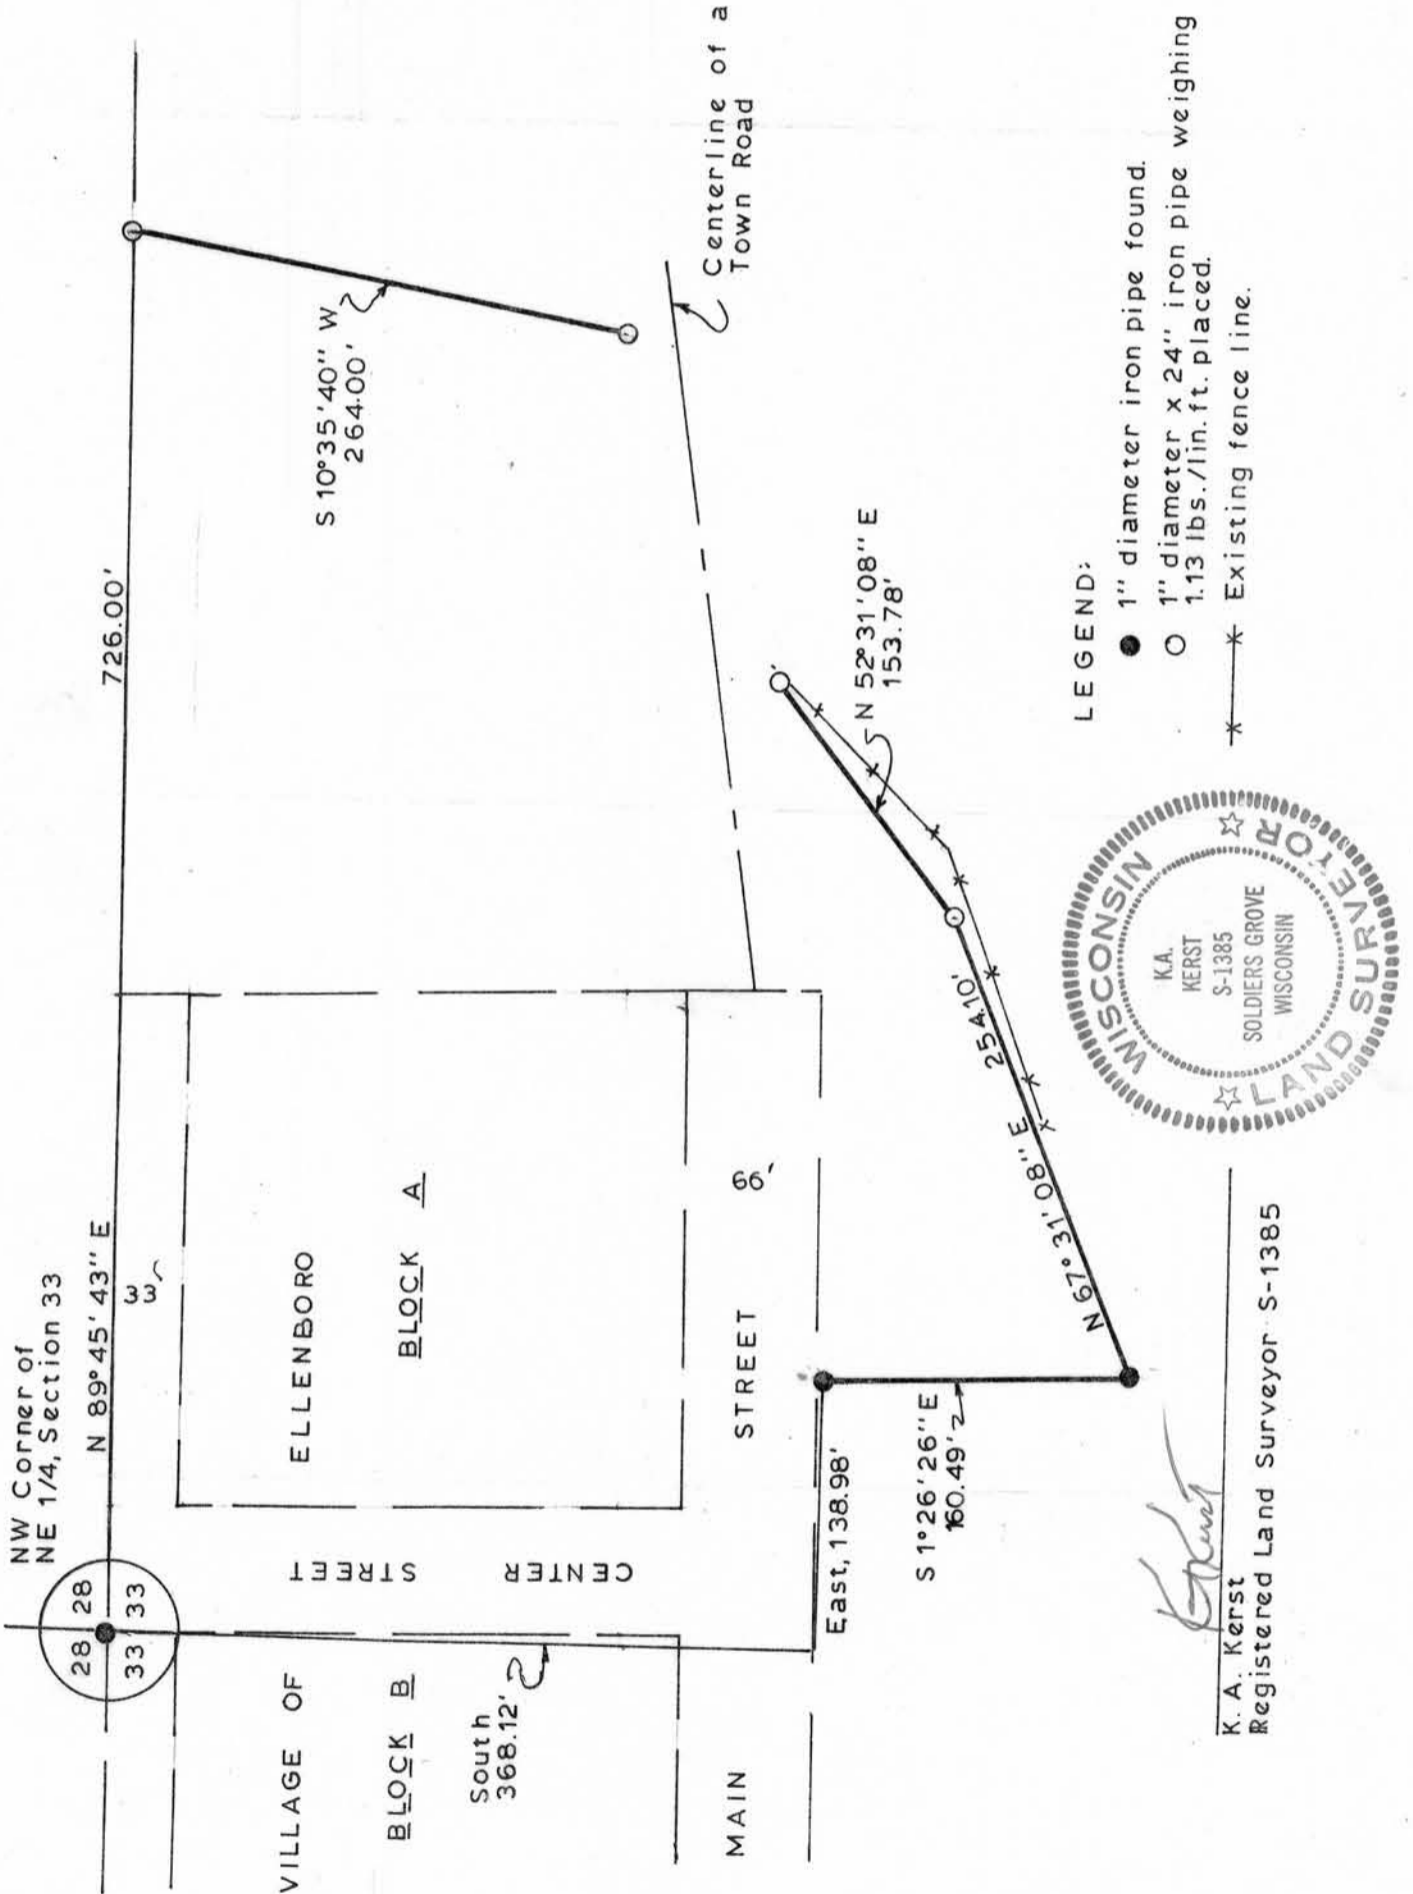 NW Corner of
NE 1/4, Section 33
28
28
33
33
N 89°45'43" E
726.00'
33'
S 10°35'40" W
264.00'
Centerline of a
Town Road
VILLAGE OF
ELLENBORO
BLOCK B
BLOCK A
CENTER
STREET
South
368.12'
MAIN
STREET
66'
East, 138.98'
S 1°26'26" E
160.49'
N 67°31'08" E
254.10'
N 52°31'08" E
153.78'
LEGEND:
1" diameter iron pipe found.
1" diameter x 24" iron pipe weighing
1.13 lbs./lin. ft. placed.
Existing fence line.
WISCONSIN
K.A.
KERST
S-1385
SOLDIERS GROVE
WISCONSIN
LAND SURVEYOR
K. A. Kerst
Registered Land Surveyor S-1385